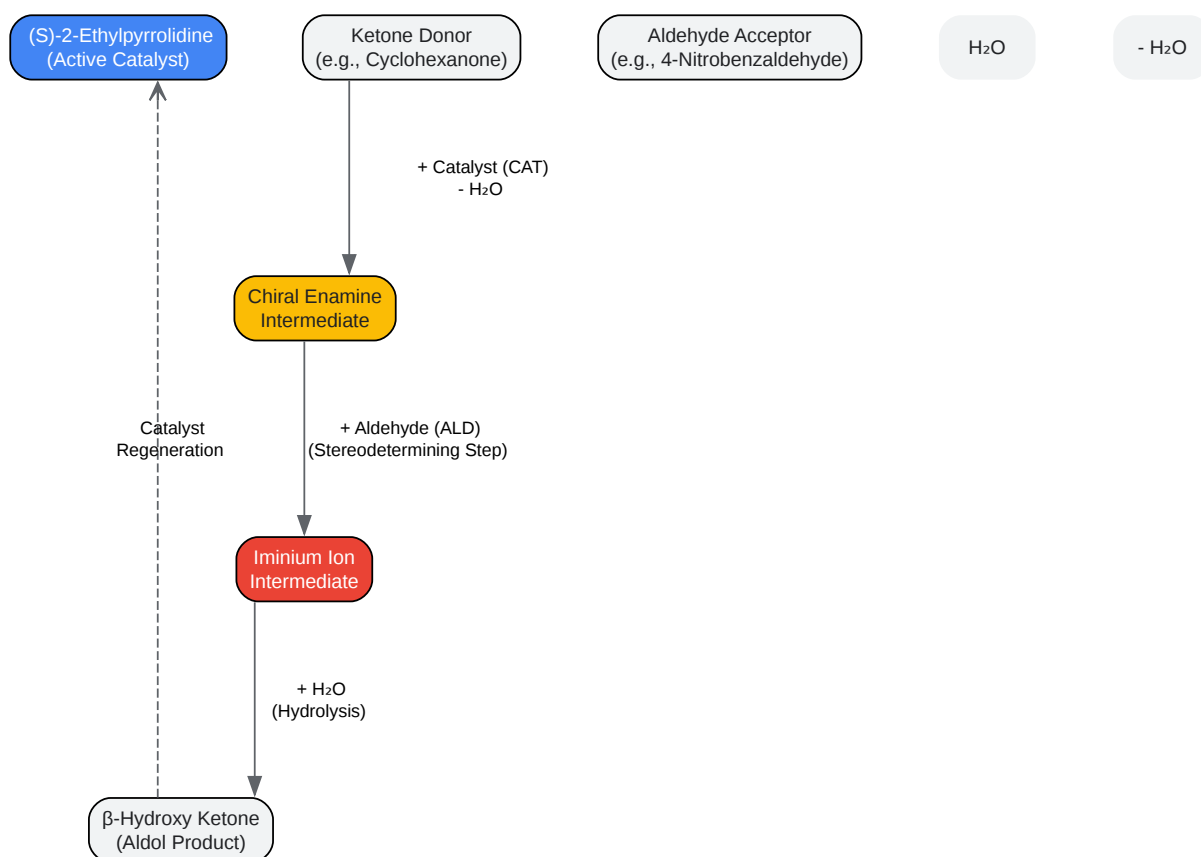 (S)-2-Ethylpyrrolidine
(Active Catalyst)
Ketone Donor
(e.g., Cyclohexanone)
Aldehyde Acceptor
(e.g., 4-Nitrobenzaldehyde)
H₂O
- H₂O
+ Catalyst (CAT)
- H₂O
Chiral Enamine
Intermediate
Catalyst
Regeneration
+ Aldehyde (ALD)
(Stereodetermining Step)
Iminium Ion
Intermediate
+ H₂O
(Hydrolysis)
β-Hydroxy Ketone
(Aldol Product)